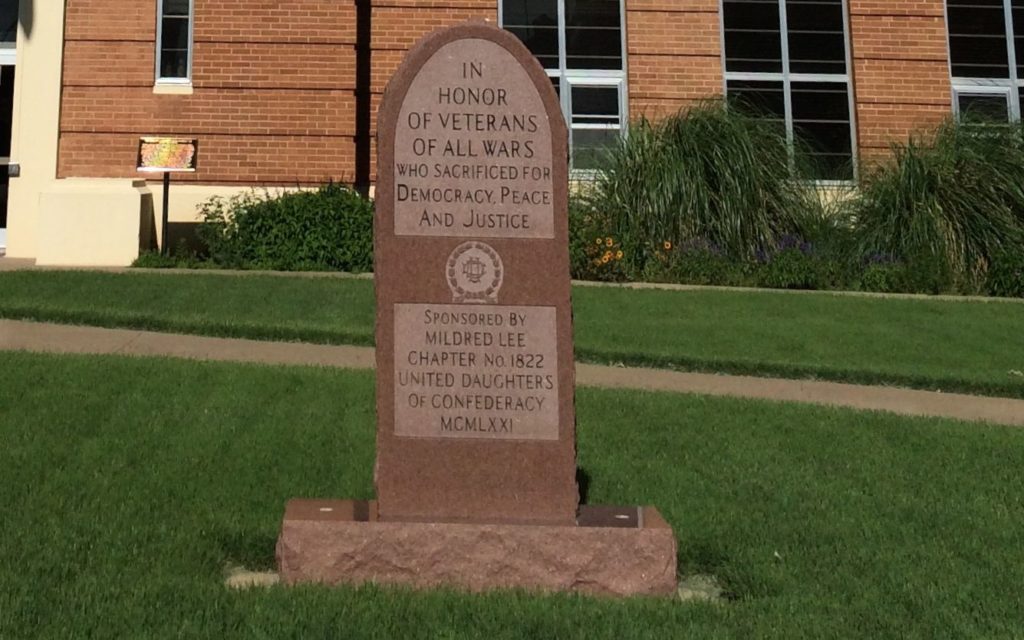 IN
HONOR
OF VETERANS
OF ALL WARS
WHO SACRIFICED FOR
DEMOCRACY, PEACE
AND JUSTICE
SPONSORED BY
MILDRED LEE
CHAPTER NO. 1822
UNITED DAUGHTERS
OF CONFEDERACY
MCMLXXI